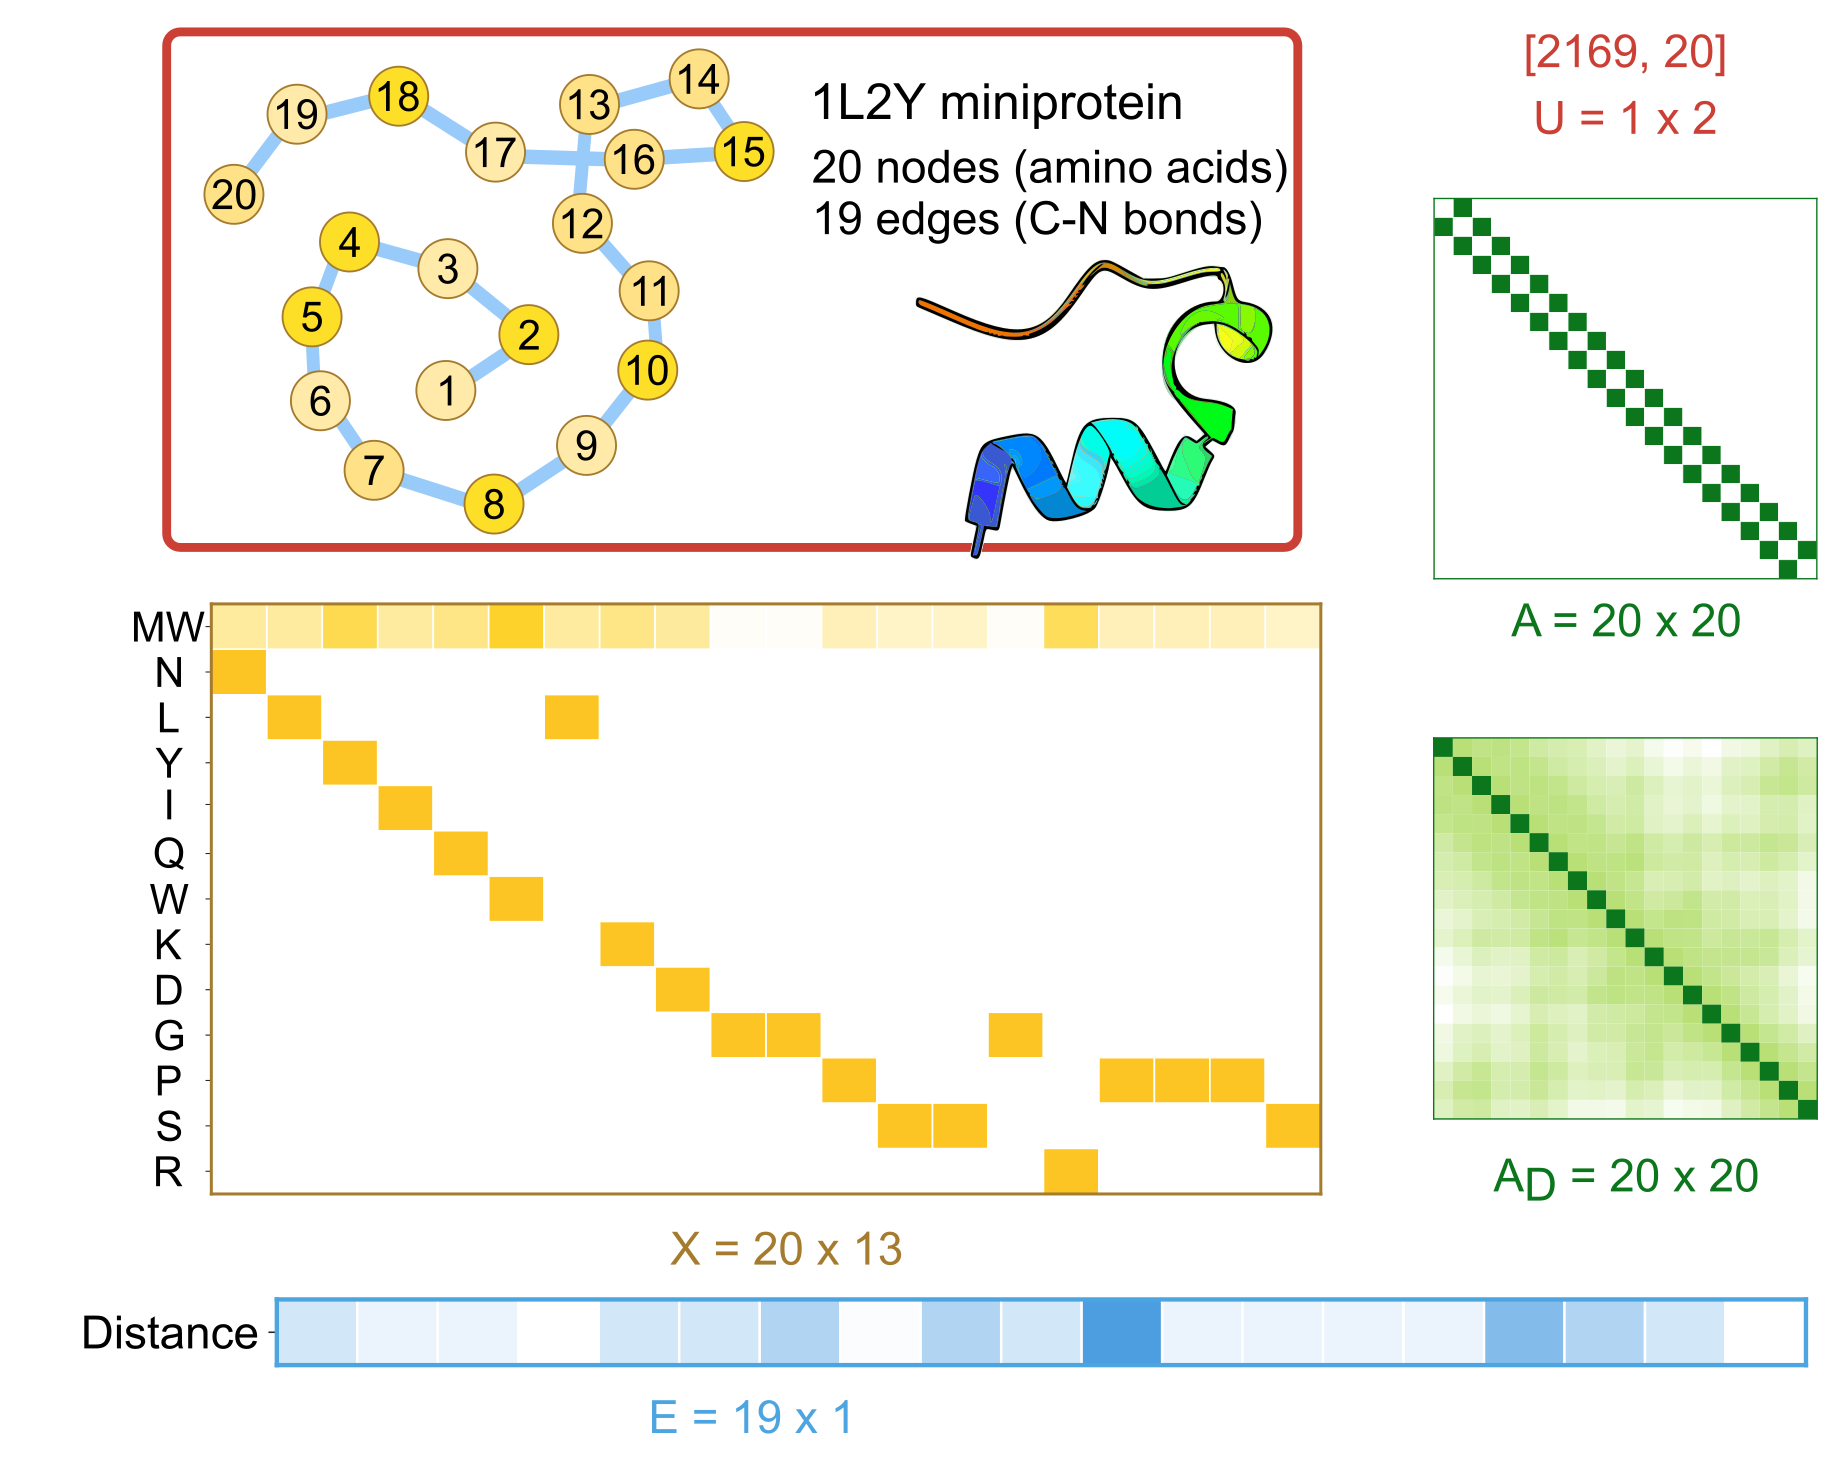 [2169, 20]
U = 1 x 2
1L2Y miniprotein
20 nodes (amino acids)
19 edges (C-N bonds)
14
13
19
18
17
16
15
20
12
4
3
11
5
2
10
1
6
9
7
8
A = 20 x 20
MW
N
L
Y
I
Q
W
K
D
G
P
S
R
A_D = 20 x 20
X = 20 x 13
Distance
E = 19 x 1